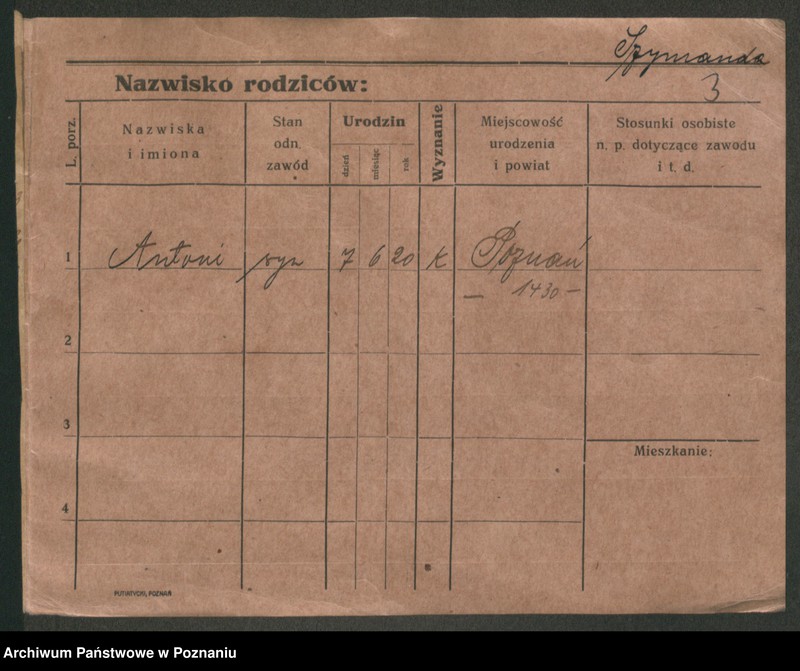 Szymanda
Nazwisko rodziców:
3
L. porz.
Nazwiska
i imiona
Stan
odn.
zawód
Urodzin
dzień
miesiąc
rok
Wyznanie
Miejscowość
urodzenia
i powiat
Stosunki osobiste
n. p. dotyczące zawodu
i t. d.
1 Antoni syn 7 6 20 k Poznań
— 1430 —
2
3
Mieszkanie:
4
PUTIATYCKI, POZNAŃ
Archiwum Państwowe w Poznaniu